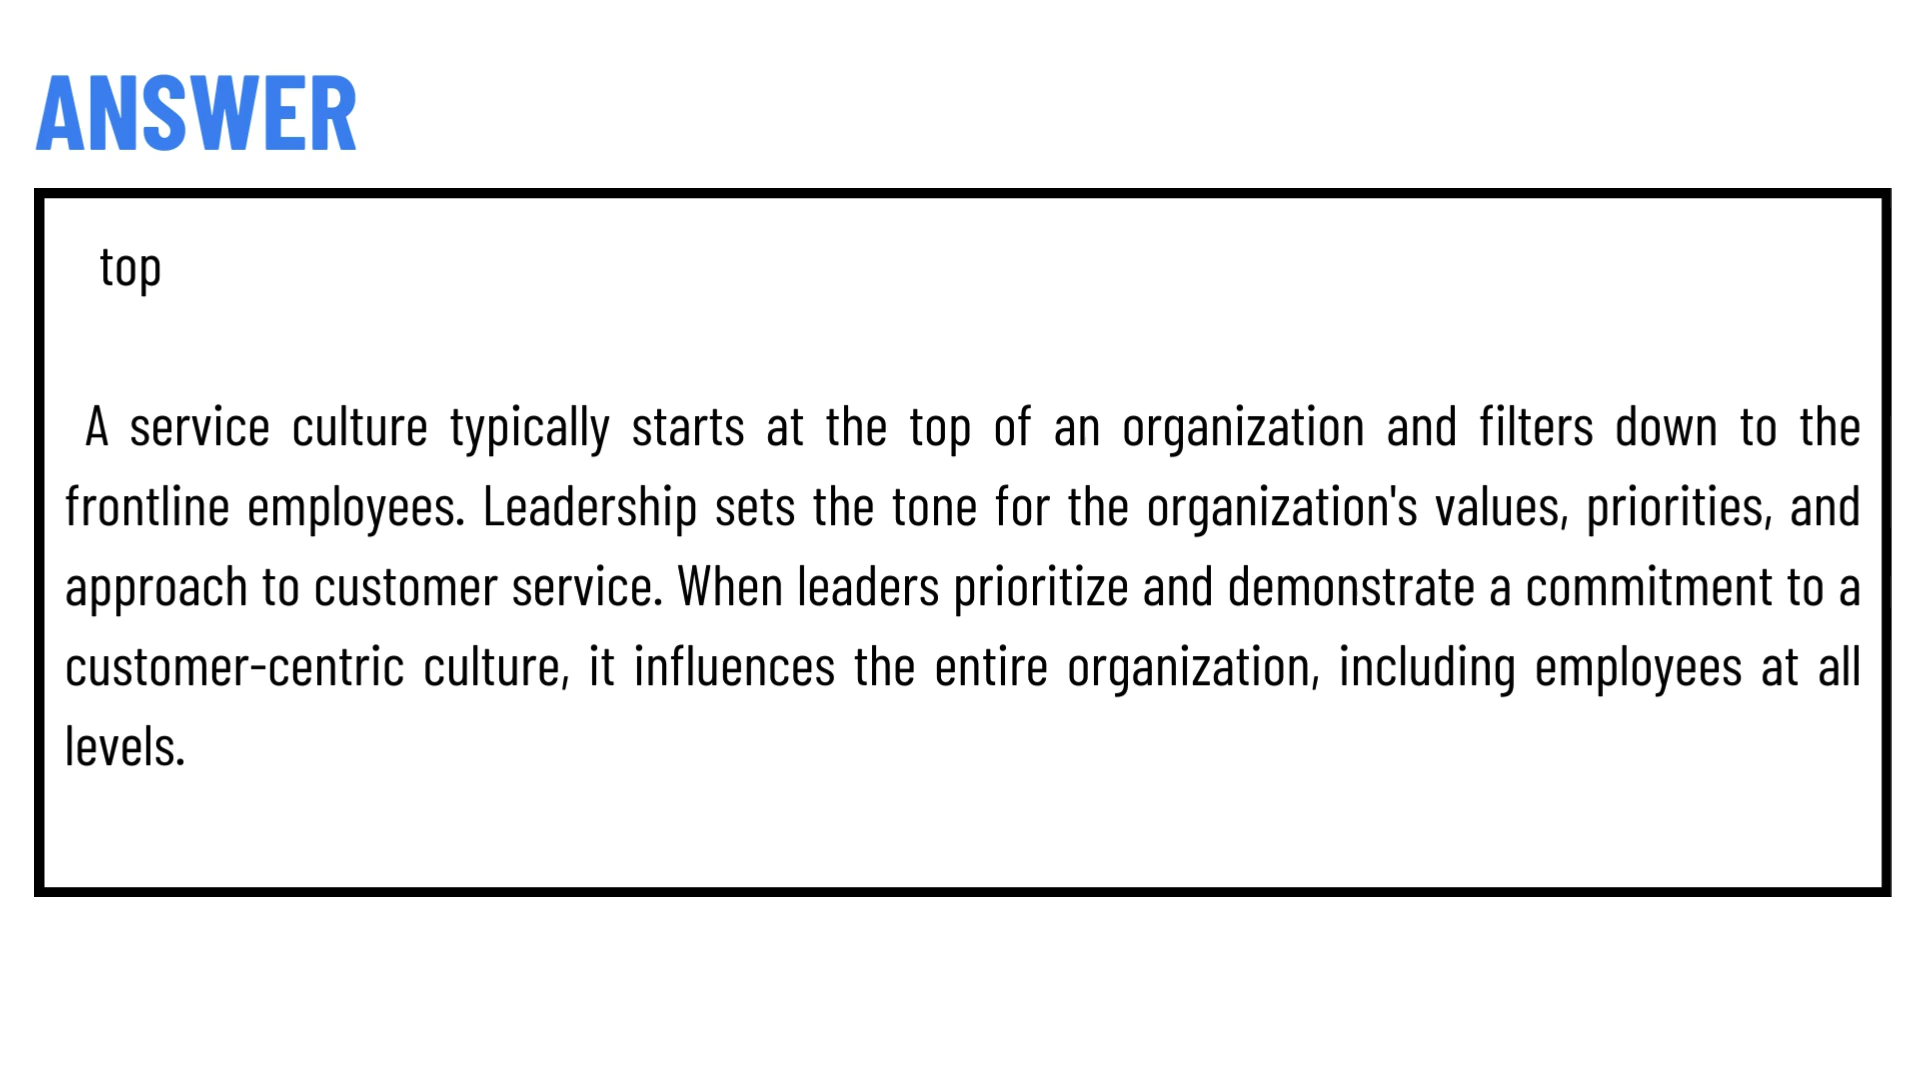 ANSWER
top
A service culture typically starts at the top of an organization and filters down to the
frontline employees. Leadership sets the tone for the organization's values, priorities, and
approach to customer service. When leaders prioritize and demonstrate a commitment to a
customer-centric culture, it influences the entire organization, including employees at all
levels.